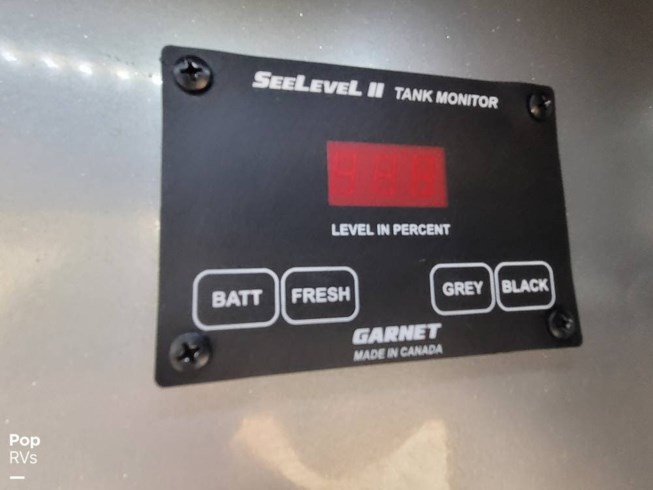 SEELEVEL II TANK MONITOR
LEVEL IN PERCENT
BATT FRESH GREY BLACK
GARNET
MADE IN CANADA
Pop
RVs